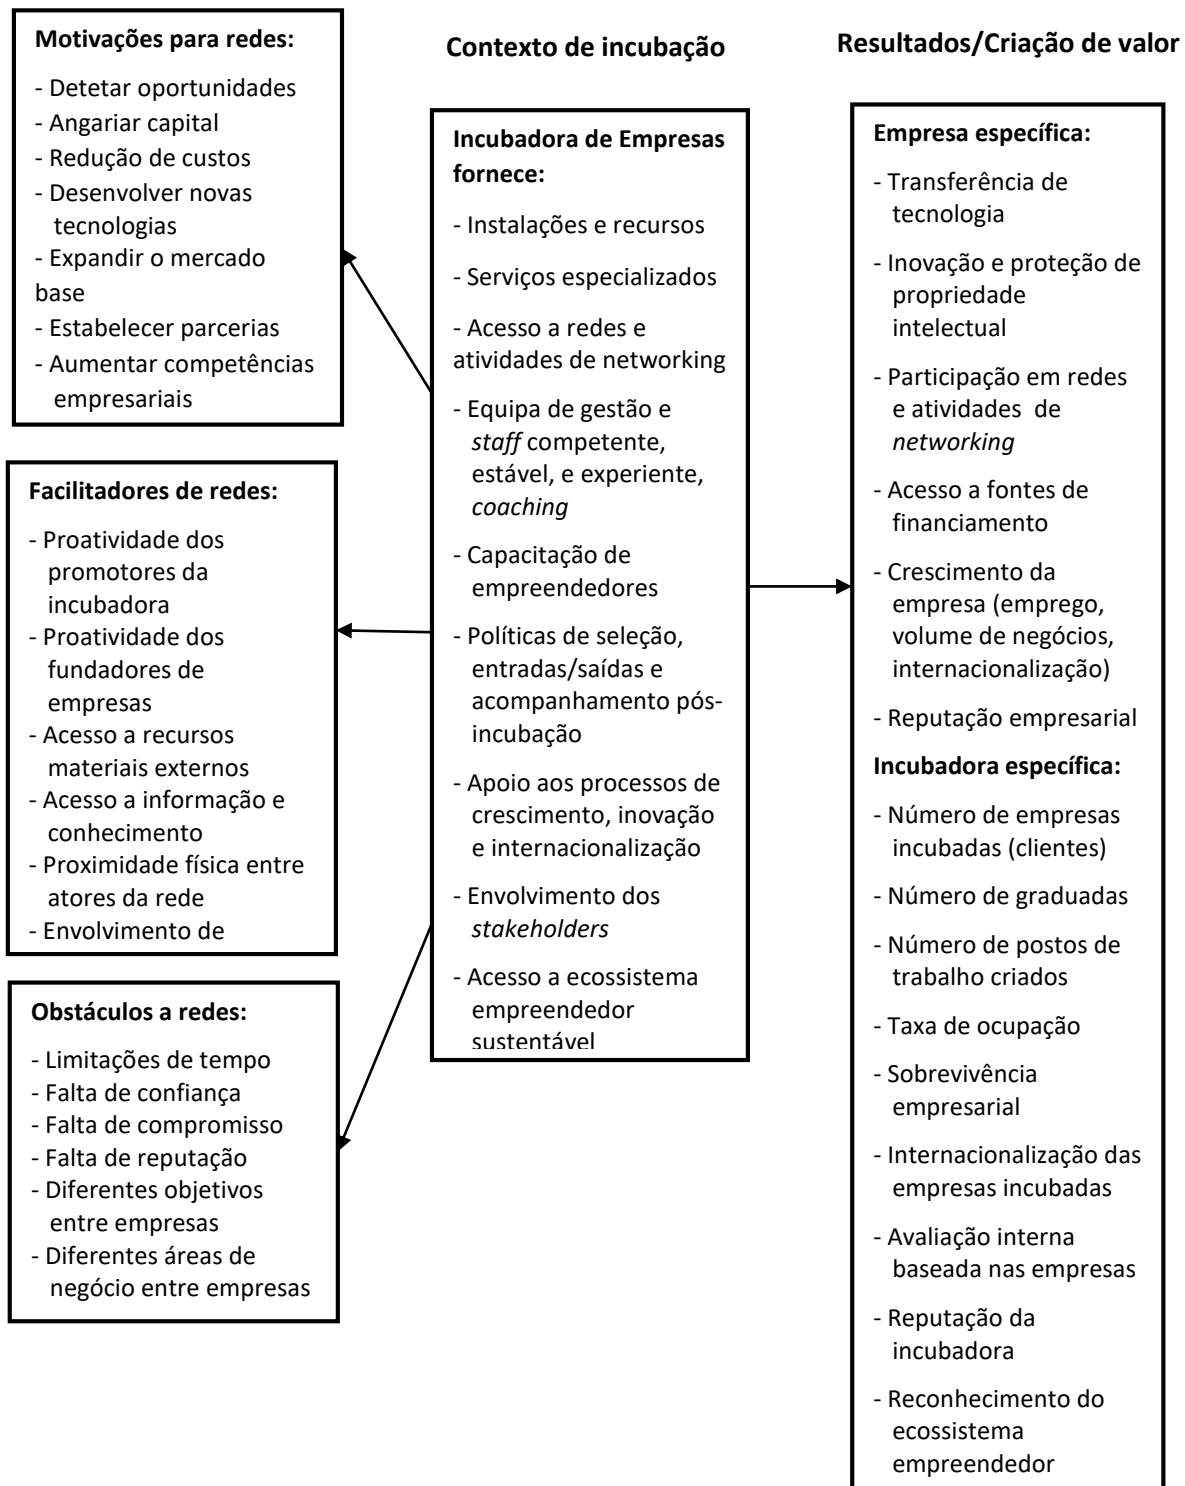 Motivações para redes:
- Detetar oportunidades
- Angariar capital
- Redução de custos
- Desenvolver novas
tecnologias
- Expandir o mercado
base
- Estabelecer parcerias
- Aumentar competências
empresariais
Facilitadores de redes:
- Proatividade dos
promotores da
incubadora
- Proatividade dos
fundadores de
empresas
- Acesso a recursos
materiais externos
- Acesso a informação e
conhecimento
- Proximidade física entre
atores da rede
- Envolvimento de
Obstáculos a redes:
- Limitações de tempo
- Falta de confiança
- Falta de compromisso
- Falta de reputação
- Diferentes objetivos
entre empresas
- Diferentes áreas de
negócio entre empresas
Contexto de incubação
Incubadora de Empresas
fornece:
- Instalações e recursos
- Serviços especializados
- Acesso a redes e
atividades de networking
- Equipa de gestão e
staff competente,
estável, e experiente,
coaching
- Capacitação de
empreendedores
- Políticas de seleção,
entradas/saídas e
acompanhamento pós-
incubação
- Apoio aos processos de
crescimento, inovação
e internacionalização
- Envolvimento dos
stakeholders
- Acesso a ecossistema
empreendedor
sustentável
Resultados/Criação de valor
Empresa específica:
- Transferência de
tecnologia
- Inovação e proteção de
propriedade
intelectual
- Participação em redes
e atividades de
networking
- Acesso a fontes de
financiamento
- Crescimento da
empresa (emprego,
volume de negócios,
internacionalização)
- Reputação empresarial
Incubadora específica:
- Número de empresas
incubadas (clientes)
- Número de graduadas
- Número de postos de
trabalho criados
- Taxa de ocupação
- Sobrevivência
empresarial
- Internacionalização das
empresas incubadas
- Avaliação interna
baseada nas empresas
- Reputação da
incubadora
- Reconhecimento do
ecossistema
empreendedor